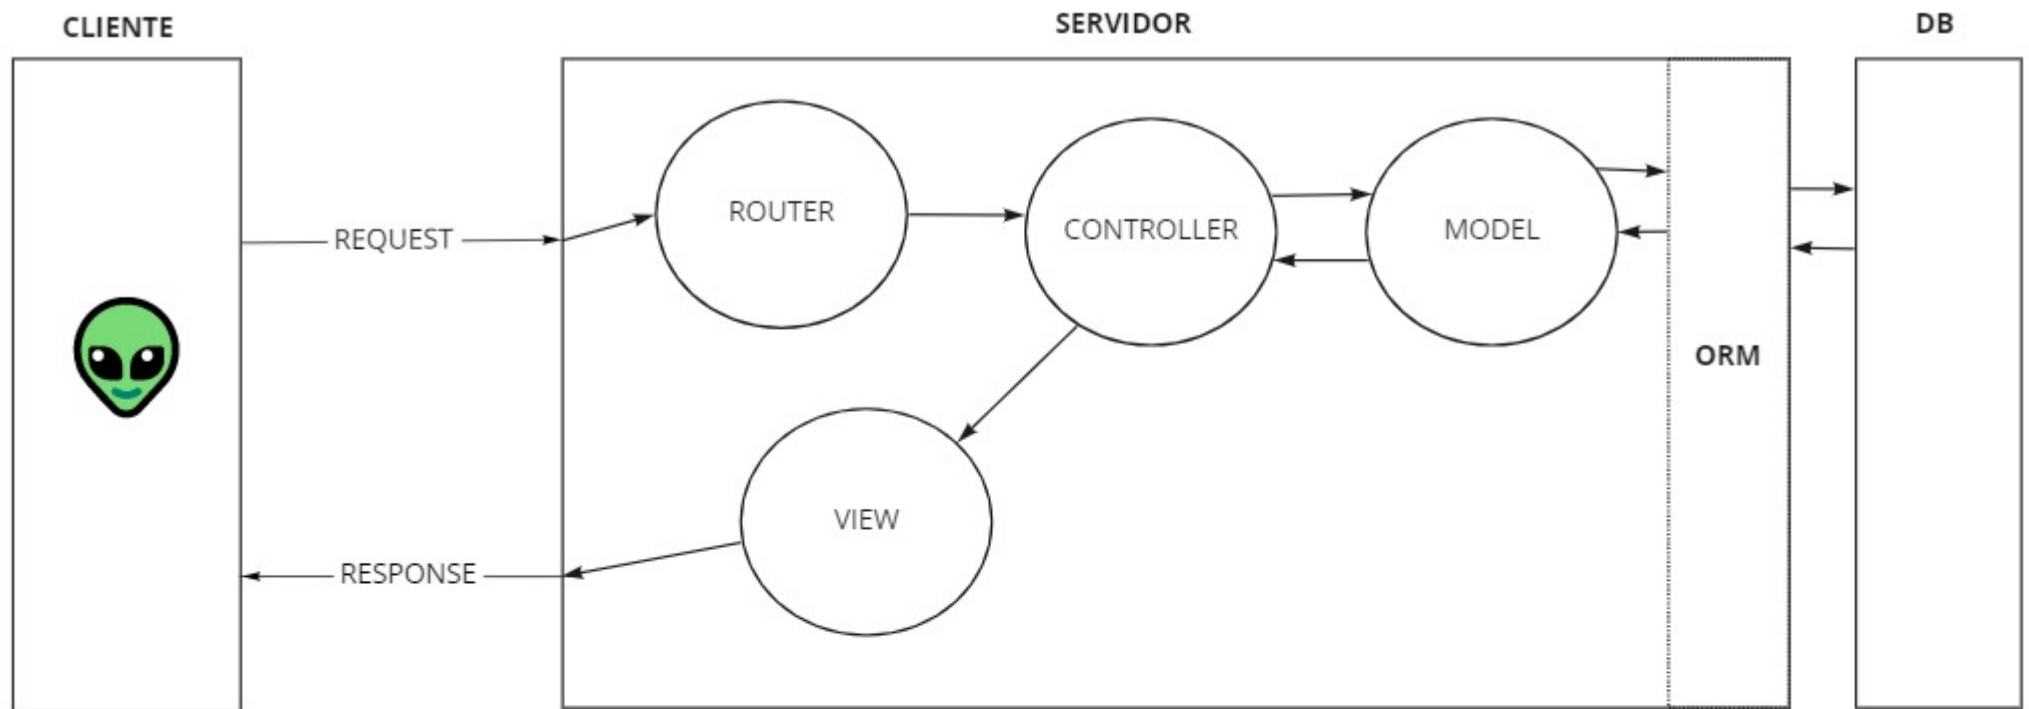 CLIENTE
SERVIDOR
DB
ROUTER
CONTROLLER
MODEL
REQUEST
ORM
VIEW
RESPONSE